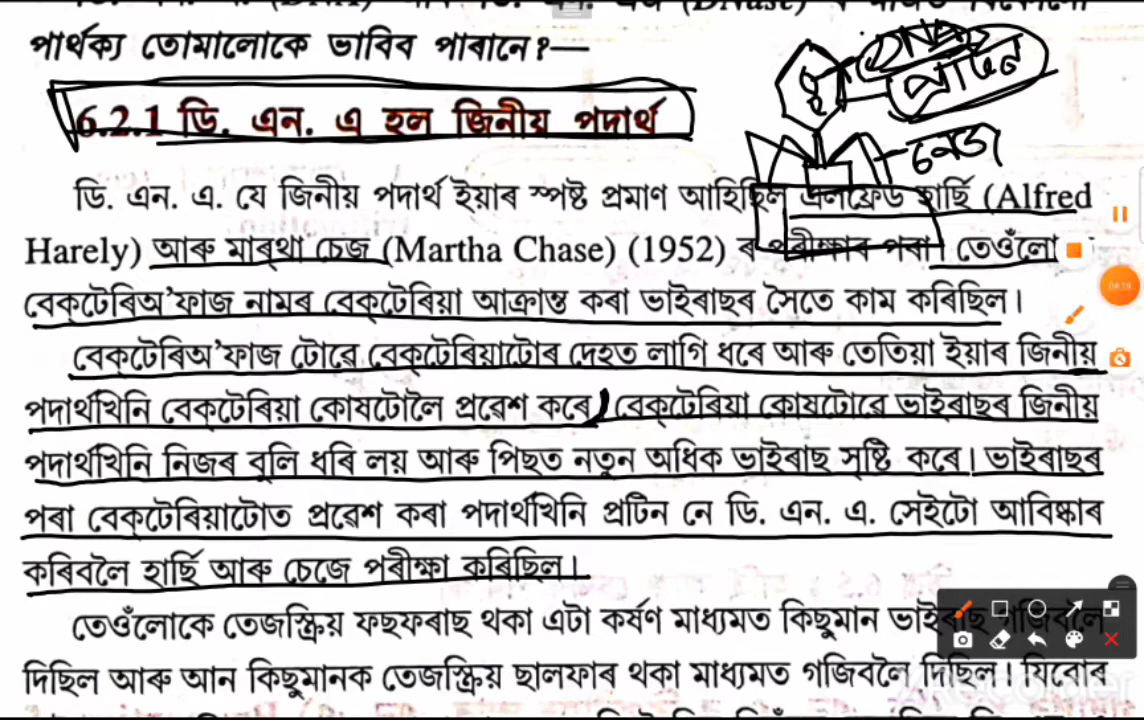 পাৰ্থক্য তোমালোকে ভাবিব পাৰানে?—
6.2.1 ডি. এন. এ হল জিনীয় পদাৰ্থ
ডি. এন. এ. যে জিনীয় পদাৰ্থ ইয়াৰ স্পষ্ট প্ৰমাণ আহিছিল এলফ্ৰেড হাৰ্ছি (Alfred
Harely) আৰু মাৰ্থা চেজ (Martha Chase) (1952) ৰ পৰীক্ষাৰ পৰা। তেওঁলো
বেক্টেৰিঅ’ফাজ নামৰ বেক্টেৰিয়া আক্ৰান্ত কৰা ভাইৰাছৰ সৈতে কাম কৰিছিল।
বেক্টেৰিঅ’ফাজ টোৱে বেক্টেৰিয়াটোৰ দেহত লাগি ধৰে আৰু তেতিয়া ইয়াৰ জিনীয়
পদাৰ্থখিনি বেক্টেৰিয়া কোষটোলৈ প্ৰৱেশ কৰে। বেক্টেৰিয়া কোষটোৱে ভাইৰাছৰ জিনীয়
পদাৰ্থখিনি নিজৰ বুলি ধৰি লয় আৰু পিছত নতুন অধিক ভাইৰাছ সৃষ্টি কৰে। ভাইৰাছৰ
পৰা বেক্টেৰিয়াটোত প্ৰৱেশ কৰা পদাৰ্থখিনি প্ৰটিন নে ডি. এন. এ. সেইটো আবিষ্কাৰ
কৰিবলৈ হাৰ্ছি আৰু চেজে পৰীক্ষা কৰিছিল।
তেওঁলোকে তেজস্ক্ৰিয় ফছফৰাছ থকা এটা কৰ্ষণ মাধ্যমত কিছুমান ভাইৰাছ গজিবলৈ
দিছিল আৰু আন কিছুমানক তেজস্ক্ৰিয় ছালফাৰ থকা মাধ্যমত গজিবলৈ দিছিল। যিবোৰ